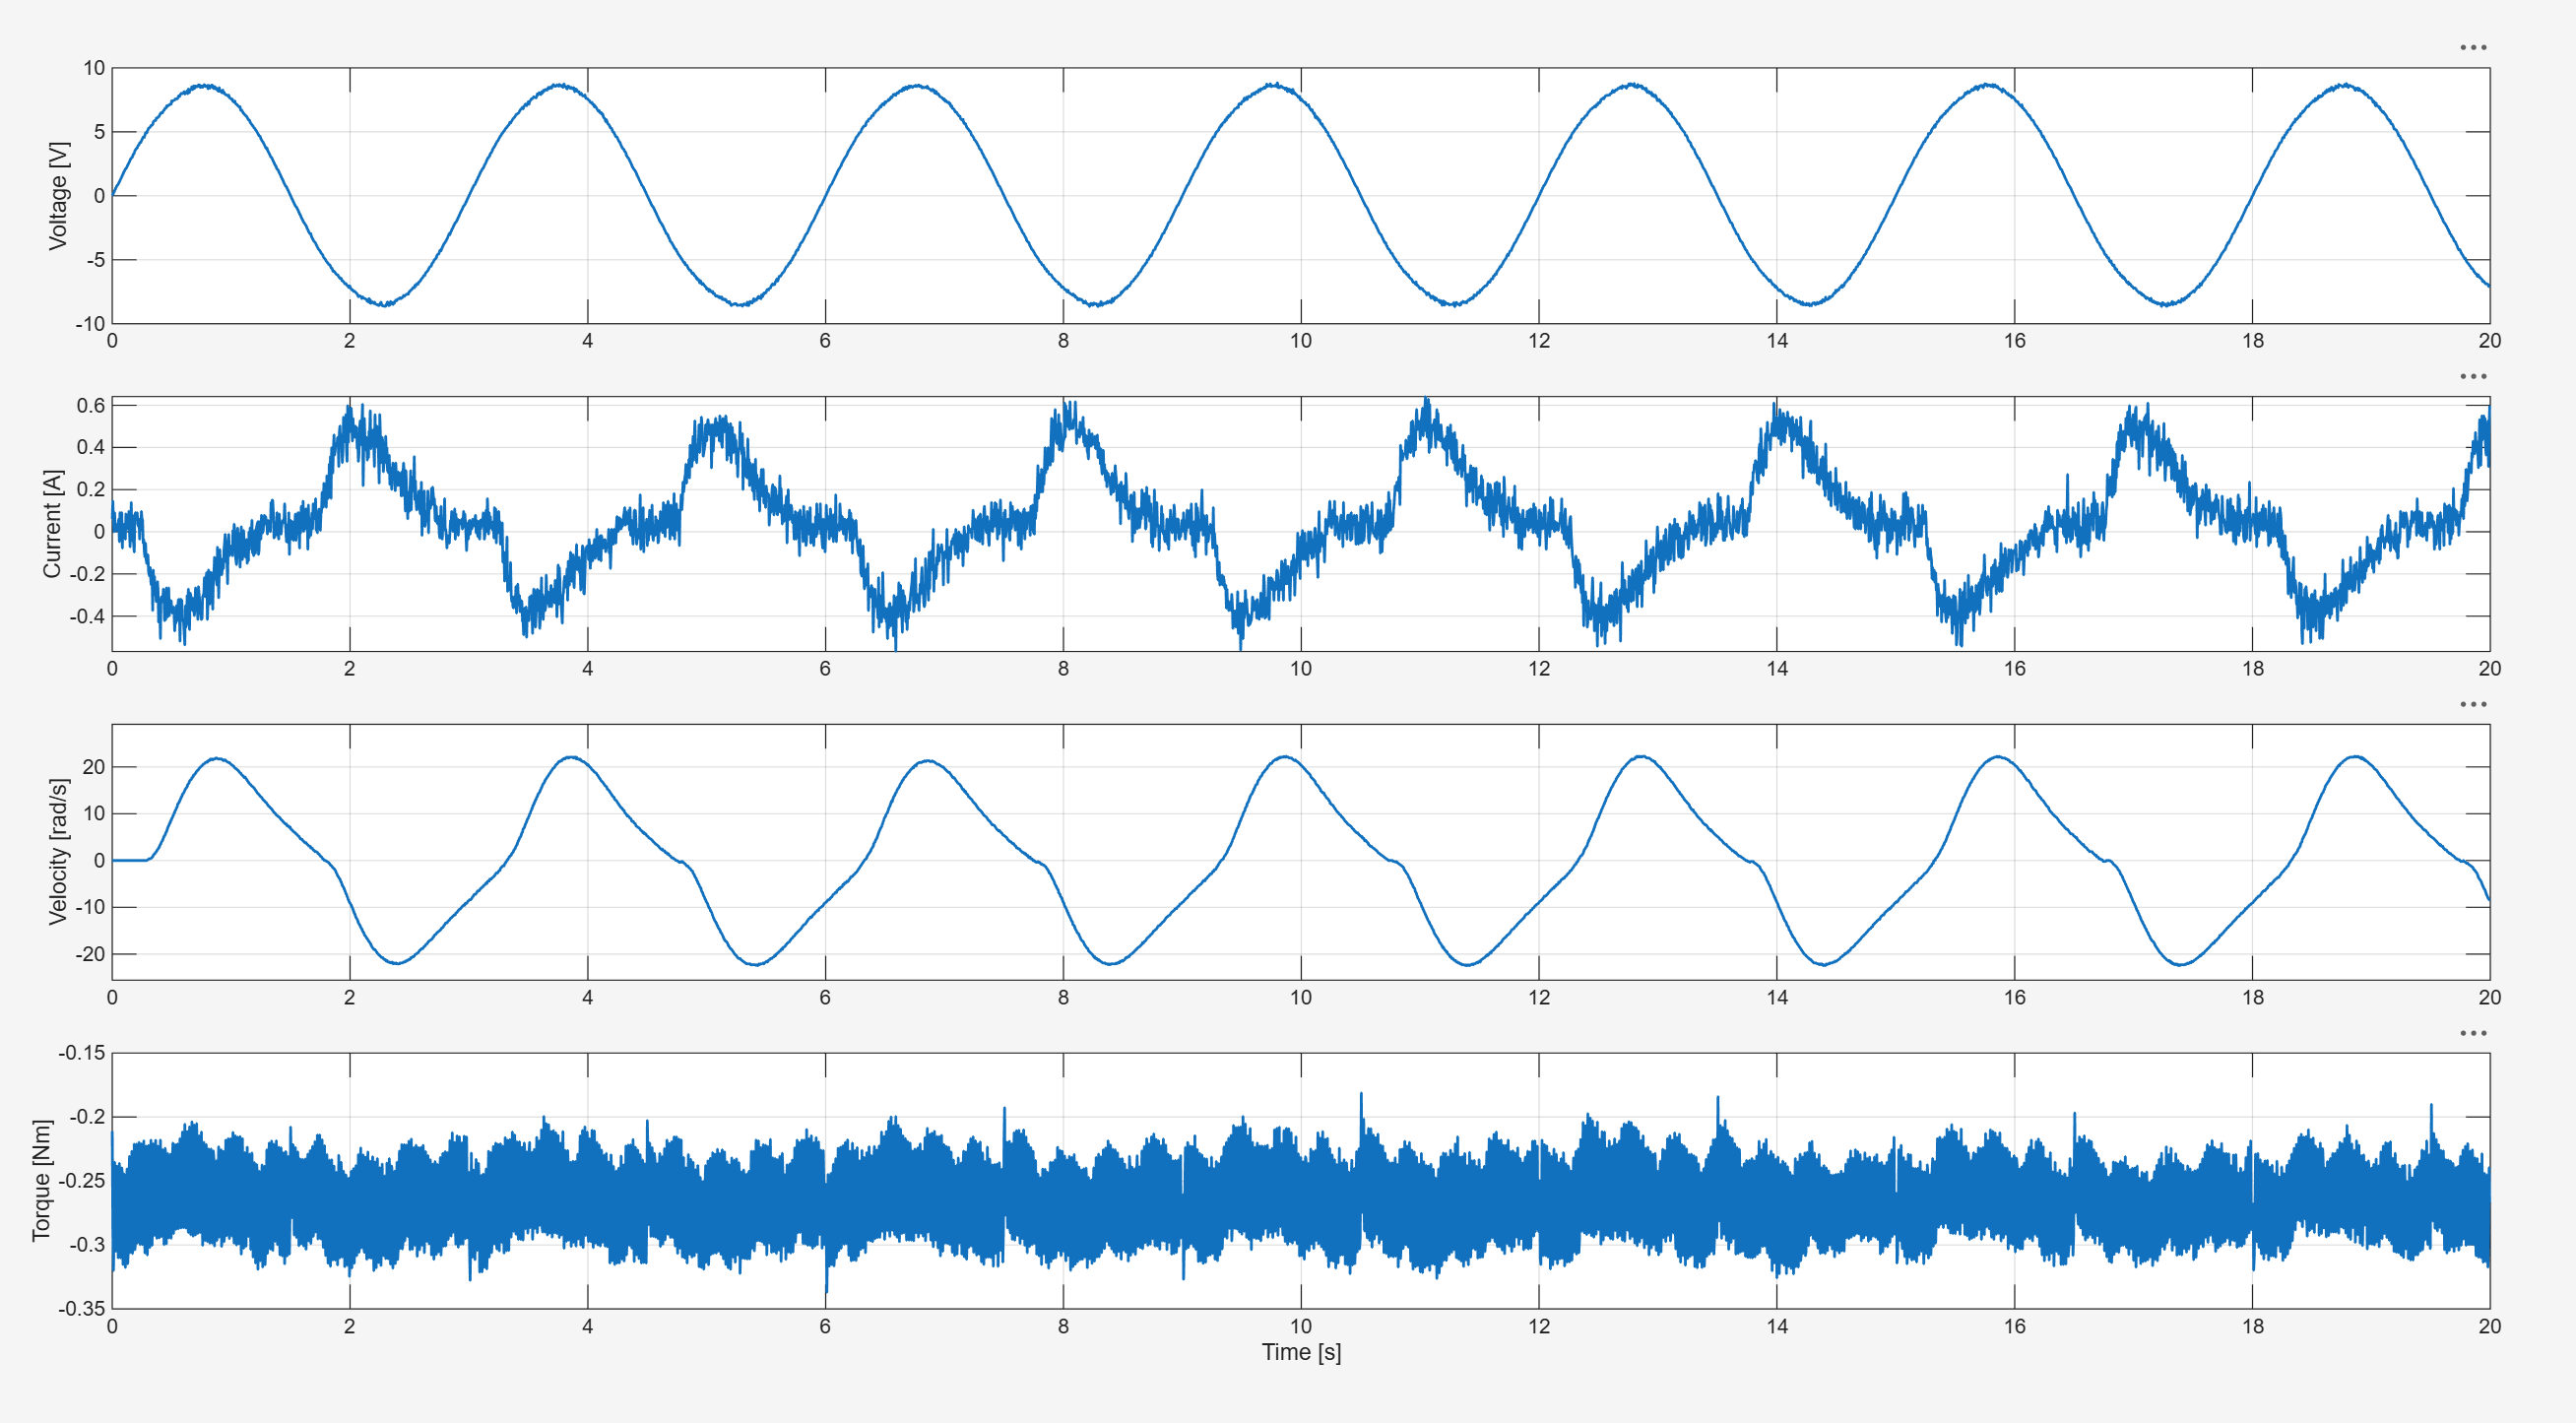 10
5
0
-5
-10
Voltage [V]
0 2 4 6 8 10 12 14 16 18 20
0.6
0.4
0.2
0
-0.2
-0.4
Current [A]
0 2 4 6 8 10 12 14 16 18 20
20
10
0
-10
-20
Velocity [rad/s]
0 2 4 6 8 10 12 14 16 18 20
-0.15
-0.2
-0.25
-0.3
-0.35
Torque [Nm]
0 2 4 6 8 10 12 14 16 18 20
Time [s]